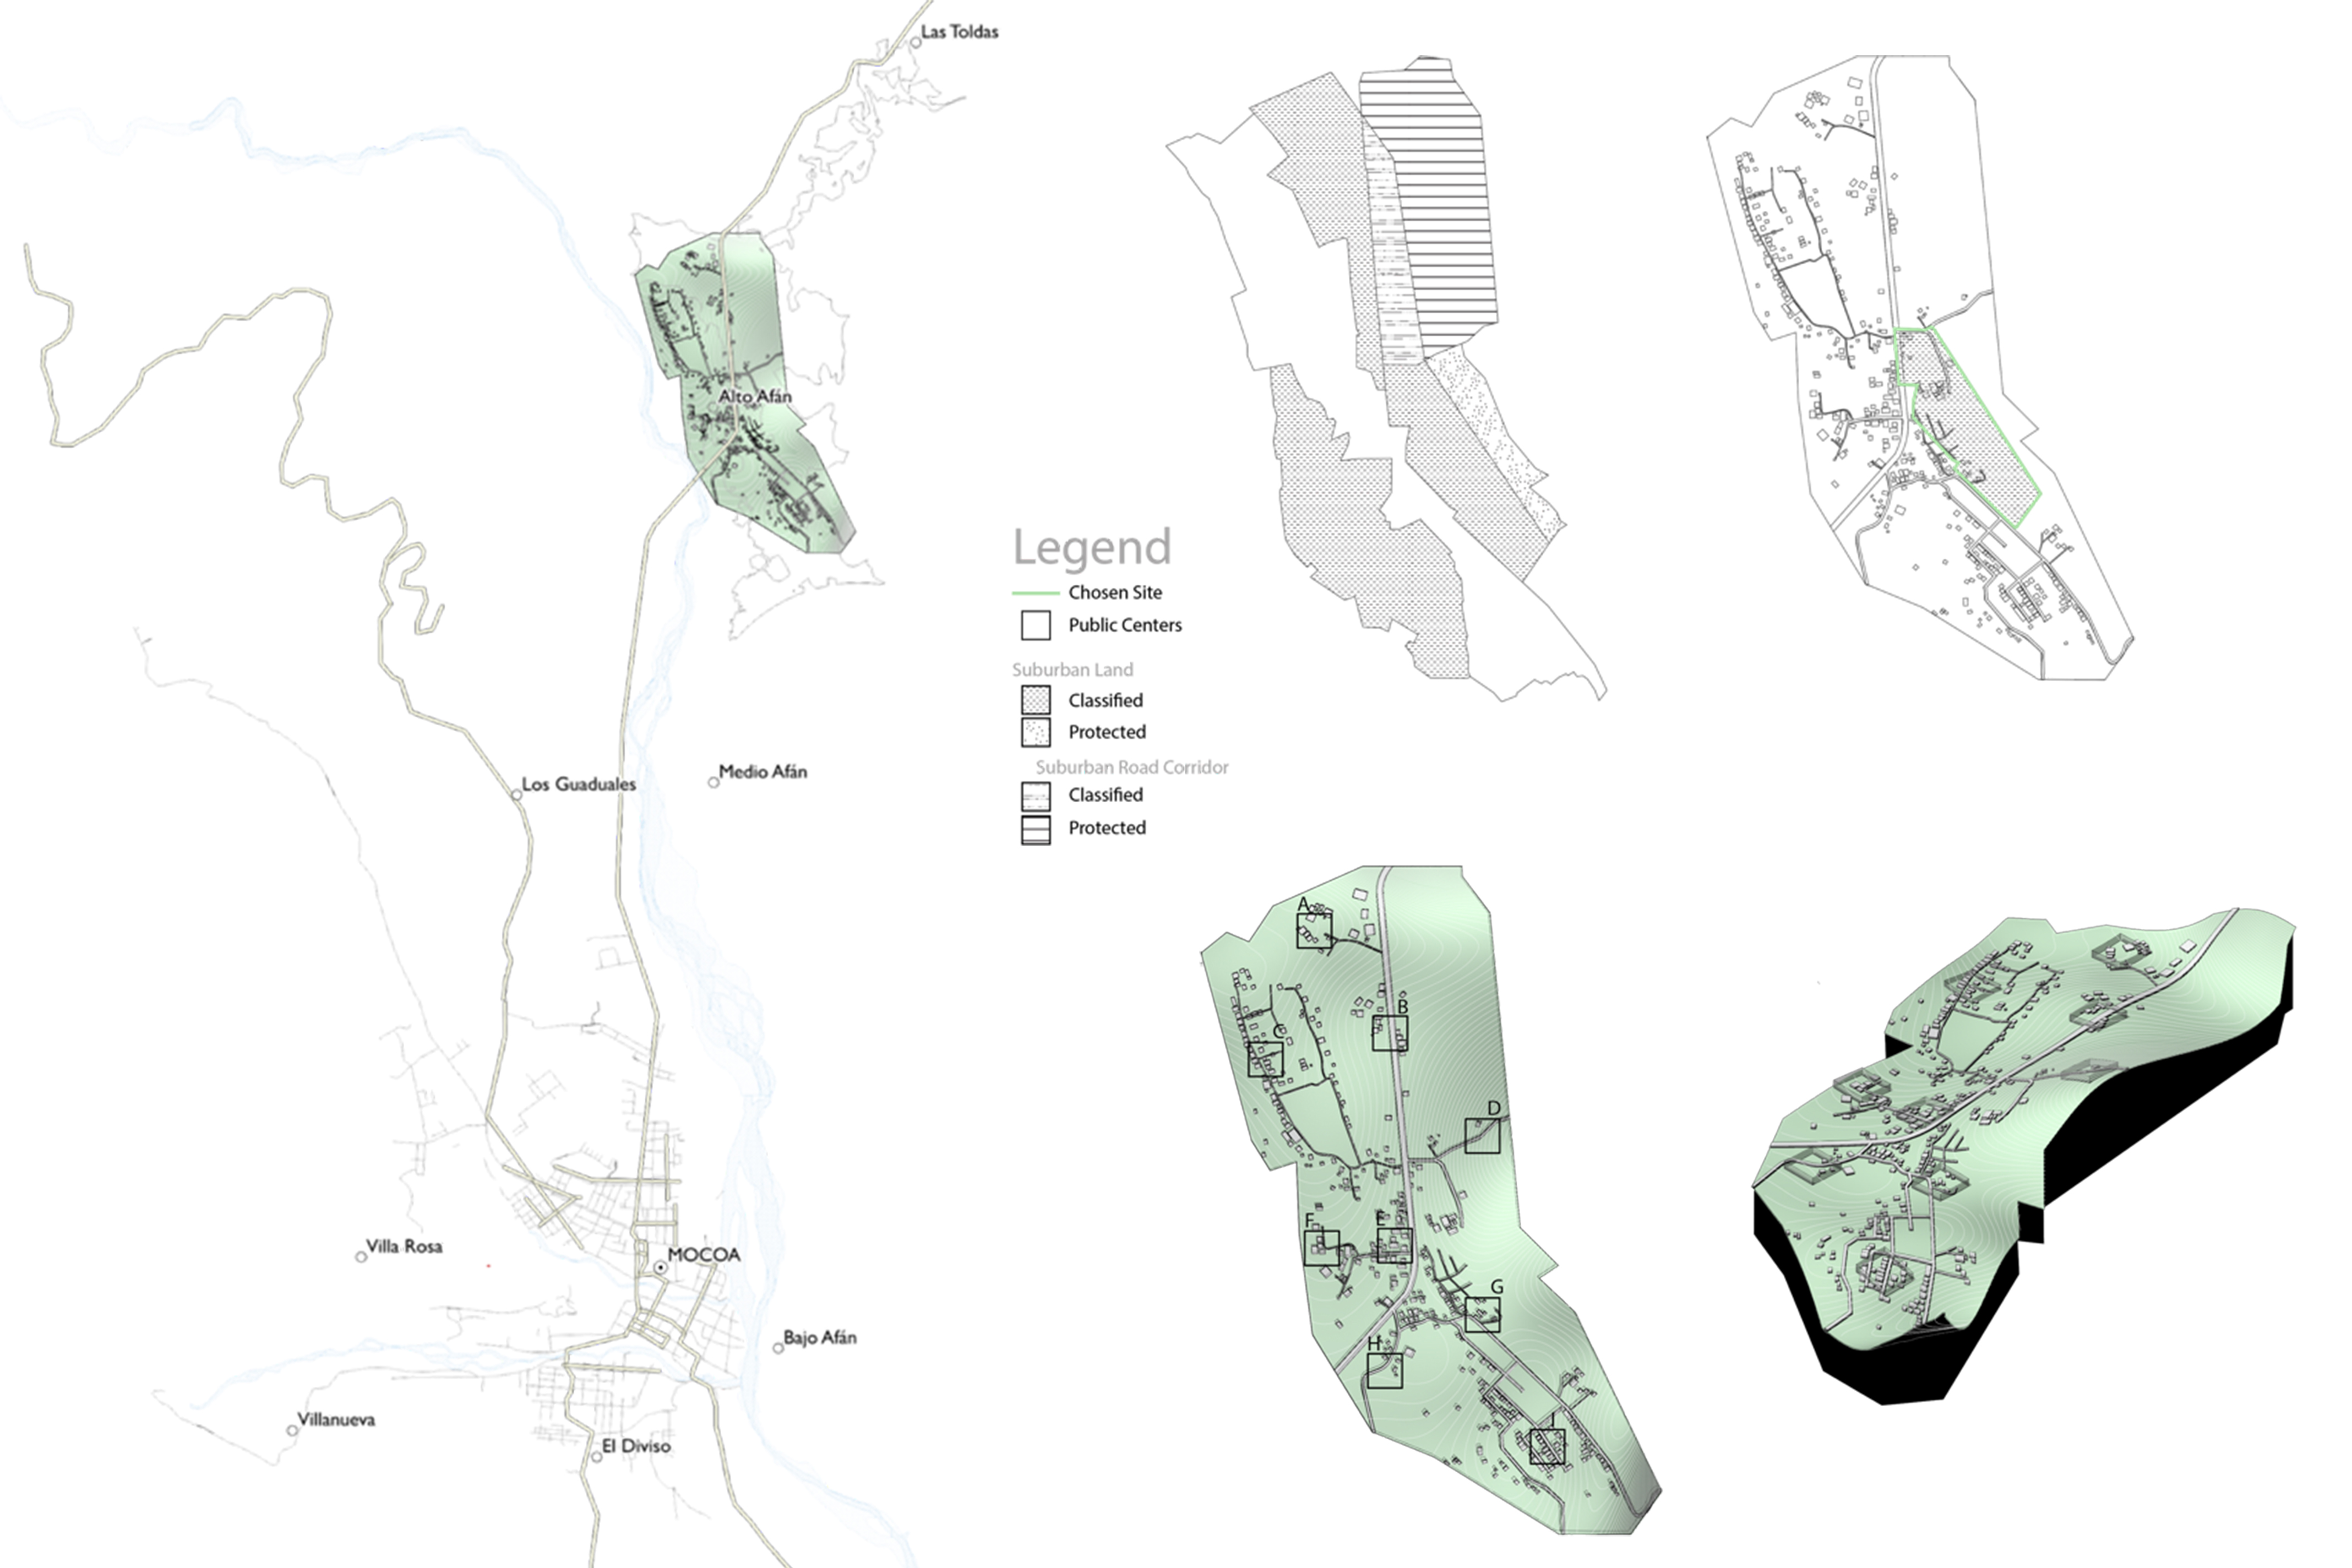 Las Toldas
Alto Afán
Medio Afán
Los Guaduales
MOCOA
Villa Rosa
Bajo Afán
Villanueva
El Diviso
Legend
Chosen Site
Public Centers
Suburban Land
Classified
Protected
Suburban Road Corridor
Classified
Protected
A
B
C
D
E
F
G
H
I